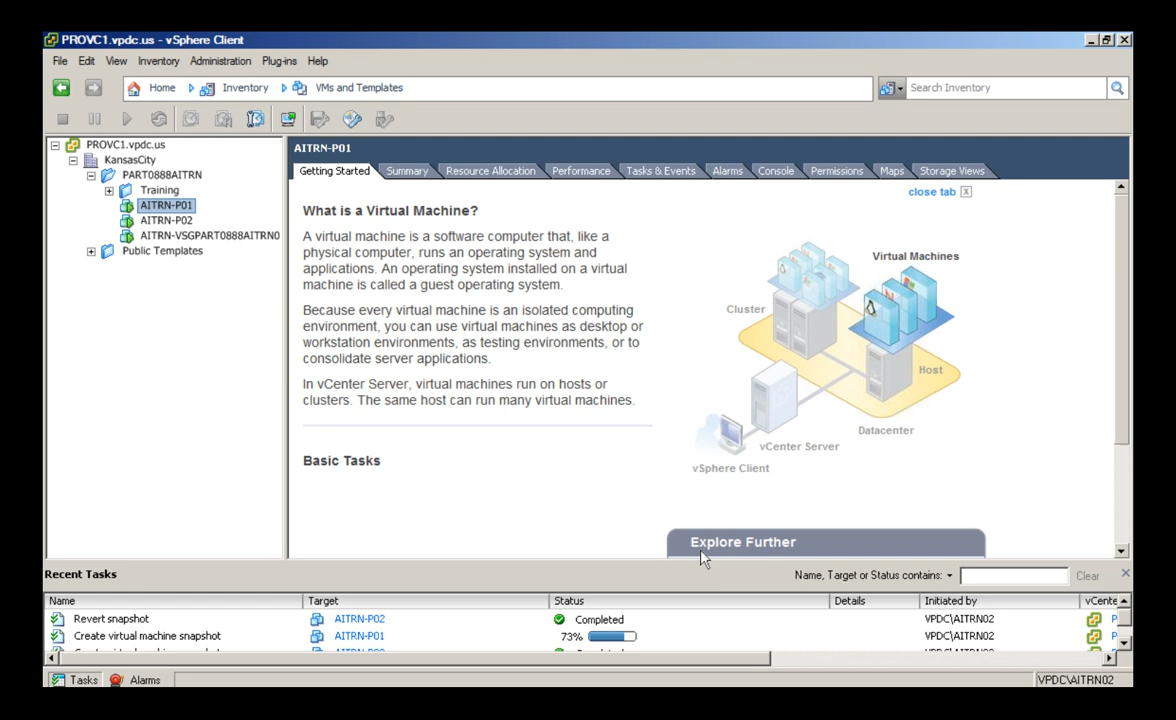 PROVC1.vpdc.us - vSphere Client
File Edit View Inventory Administration Plug-ins Help
Home Inventory VMs and Templates Search Inventory
PROVC1.vpdc.us
KansasCity
PART0888AITRN
Training
AITRN-P01
AITRN-P02
AITRN-VSGPART0888AITRN0
Public Templates
AITRN-P01
Getting Started Summary Resource Allocation Performance Tasks & Events Alarms Console Permissions Maps Storage Views
close tab X
What is a Virtual Machine?
A virtual machine is a software computer that, like a
physical computer, runs an operating system and
applications. An operating system installed on a virtual
machine is called a guest operating system.
Because every virtual machine is an isolated computing
environment, you can use virtual machines as desktop or
workstation environments, as testing environments, or to
consolidate server applications.
In vCenter Server, virtual machines run on hosts or
clusters. The same host can run many virtual machines.
Basic Tasks
Virtual Machines
Cluster
Host
Datacenter
vCenter Server
vSphere Client
Explore Further
Recent Tasks
Name, Target or Status contains: Clear
Name Target Status Details Initiated by vCente
Revert snapshot AITRN-P02 Completed VPDC\AITRN02 P
Create virtual machine snapshot AITRN-P01 73% VPDC\AITRN02 P
Tasks Alarms VPDC\AITRN02